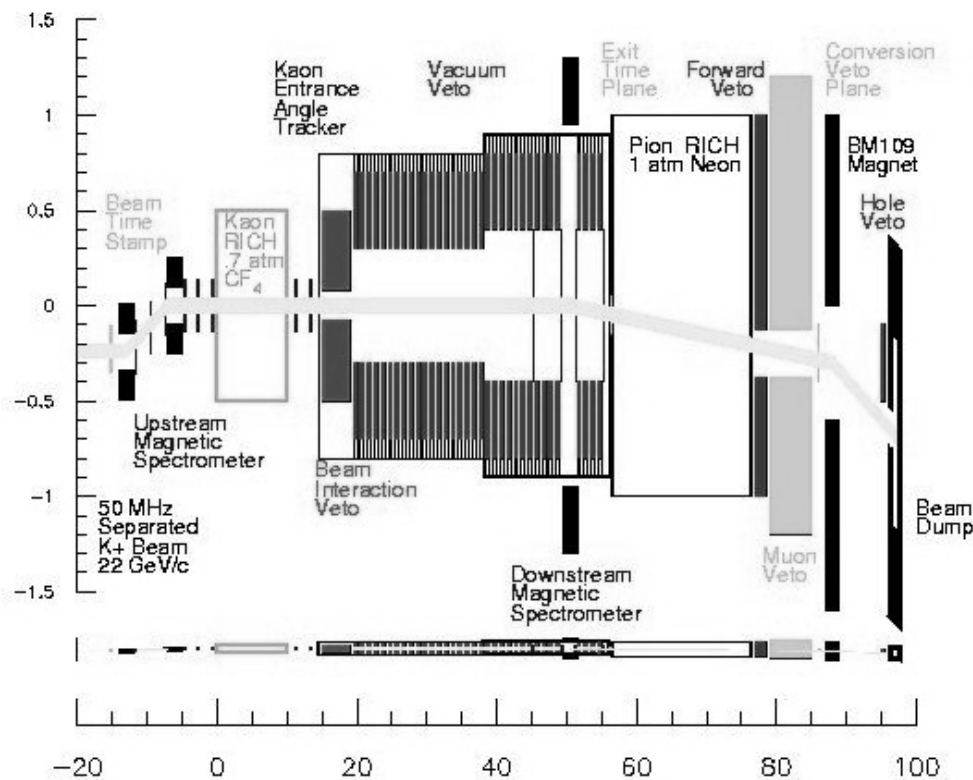 1.5
1
0.5
0
−0.5
−1
−1.5
Kaon
Entrance
Angle
Tracker
Vacuum
Veto
Exit
Time
Plane
Forward
Veto
Conversion
Veto
Plane
Pion RICH
1 atm Neon
BM109
Magnet
Beam
Time
Stamp
Kaon
RICH
.7 atm
CF4
Hole
Veto
Upstream
Magnetic
Spectrometer
Beam
Interaction
Veto
50 MHz
Separated
K+ Beam
22 GeV/c
Downstream
Magnetic
Spectrometer
Muon
Veto
Beam
Dump
−20 0 20 40 60 80 100